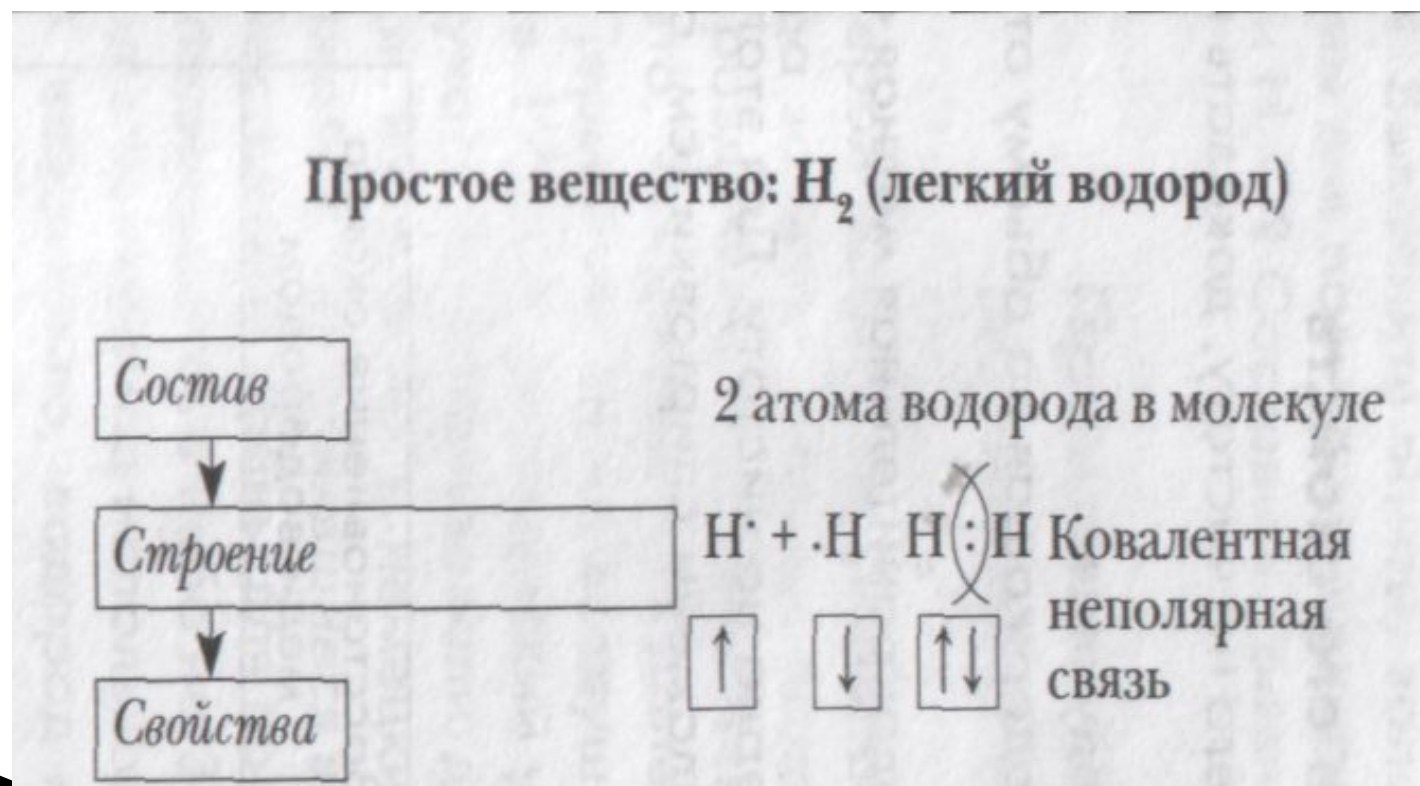 Простое вещество: H₂ (легкий водород)
Состав
2 атома водорода в молекуле
Строение
H· + ·H H:H Ковалентная
неполярная
связь
↑ ↓ ↑↓
Свойства